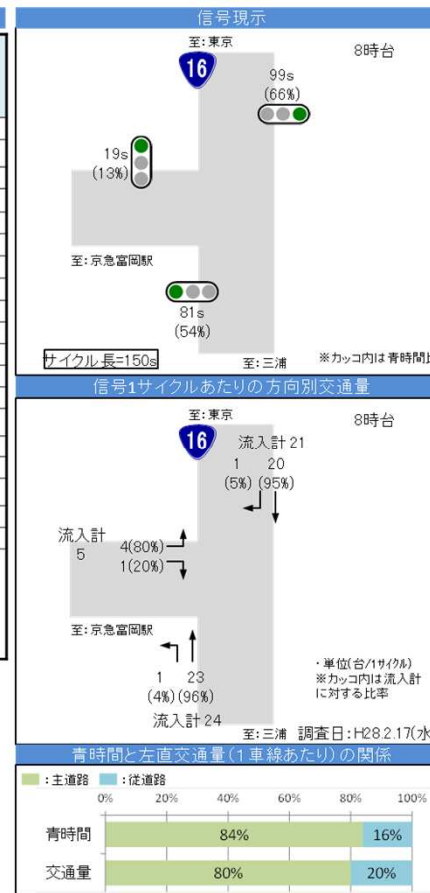 信号現示
至:東京
8時台
16
99s
(66%)
19s
(13%)
至:京急富岡駅
81s
(54%)
サイクル長=150s
至:三浦
※カッコ内は青時間比
信号1サイクルあたりの方向別交通量
至:東京
8時台
16
流入計 21
1 20
(5%) (95%)
流入計
5
4(80%)
1(20%)
至:京急富岡駅
1 23
(4%) (96%)
流入計 24
・単位(台/1サイクル)
※カッコ内は流入計
に対する比率
至:三浦 調査日:H28.2.17(水
青時間と左直交通量(1車線あたり)の関係
:主道路 :従道路
0% 20% 40% 60% 80% 100%
青時間 84% 16%
交通量 80% 20%